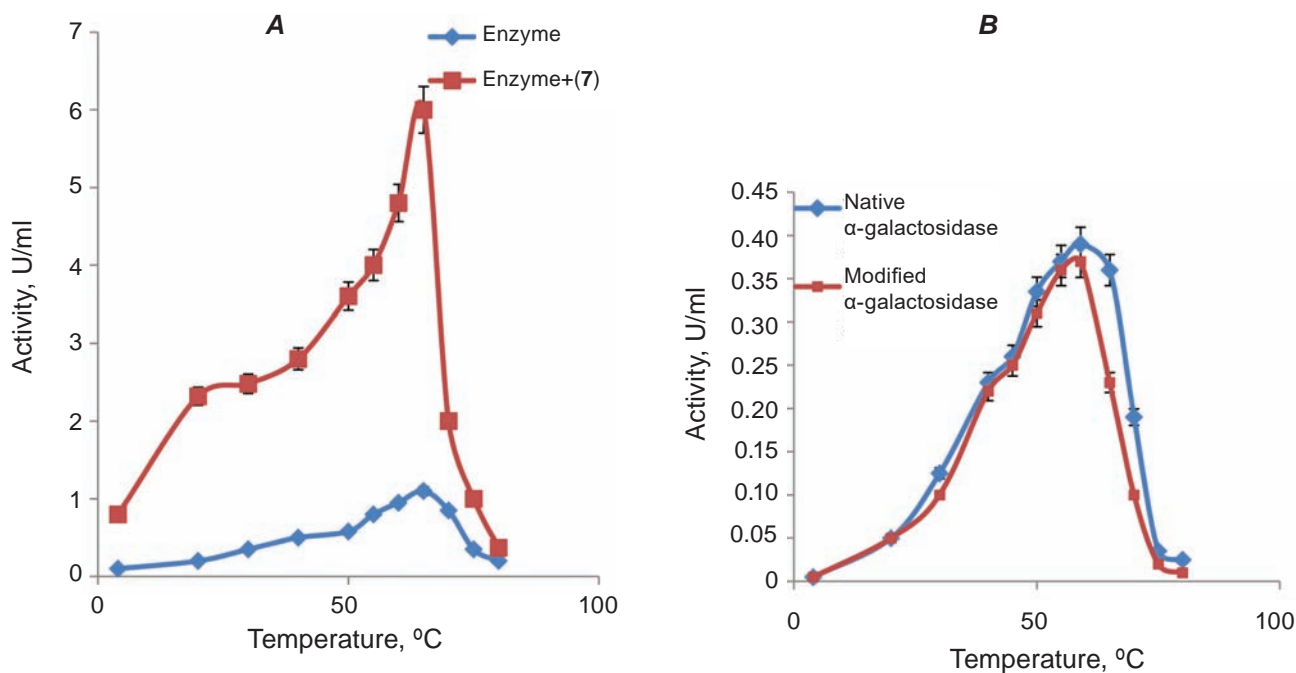 A
Enzyme
Enzyme+(7)
7
6
5
4
3
2
1
0
Activity, U/ml
0 50 100
Temperature, ºC
B
Native
α-galactosidase
Modified
α-galactosidase
0.45
0.40
0.35
0.30
0.25
0.20
0.15
0.10
0.05
0
Activity, U/ml
0 50 100
Temperature, ºC